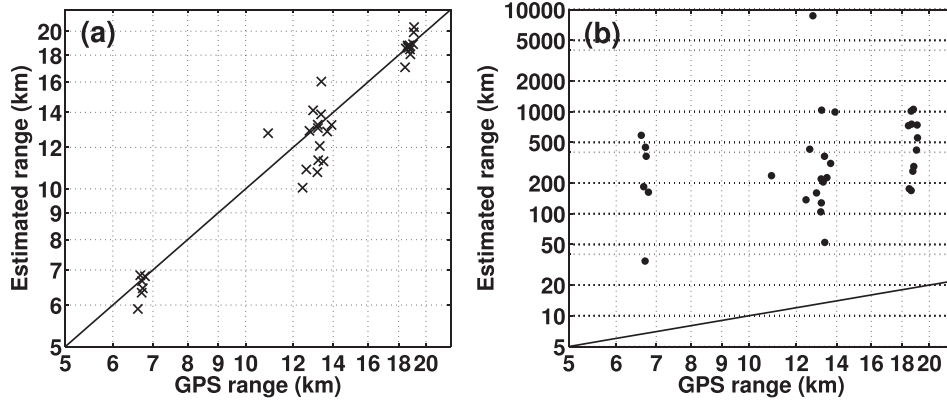 (a)
Estimated range (km)
20
18
16
14
12
10
9
8
7
6
5
5 6 7 8 9 10 12 14 16 18 20
GPS range (km)
(b)
Estimated range (km)
10000
5000
2000
1000
500
200
100
50
20
10
5
5 6 7 8 9 10 12 14 16 18 20
GPS range (km)